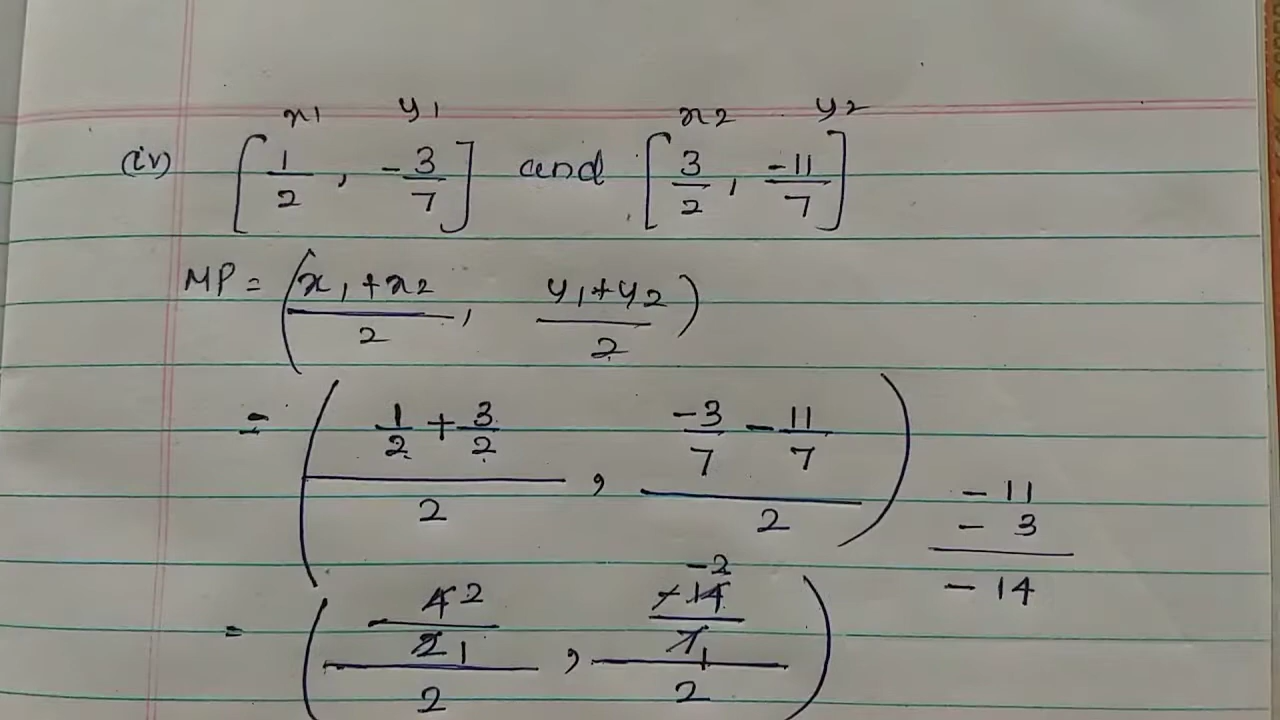 x1 y1 x2 y2
(iv) [1/2, -3/7] and [3/2, -11/7]
MP = (x1+x2/2, y1+y2/2)
= (1/2 + 3/2 / 2, -3/7 - 11/7 / 2)
- 11
- 3
- 14
2 -2
= (4/2 1 / 2, -14/7 1 / 2)